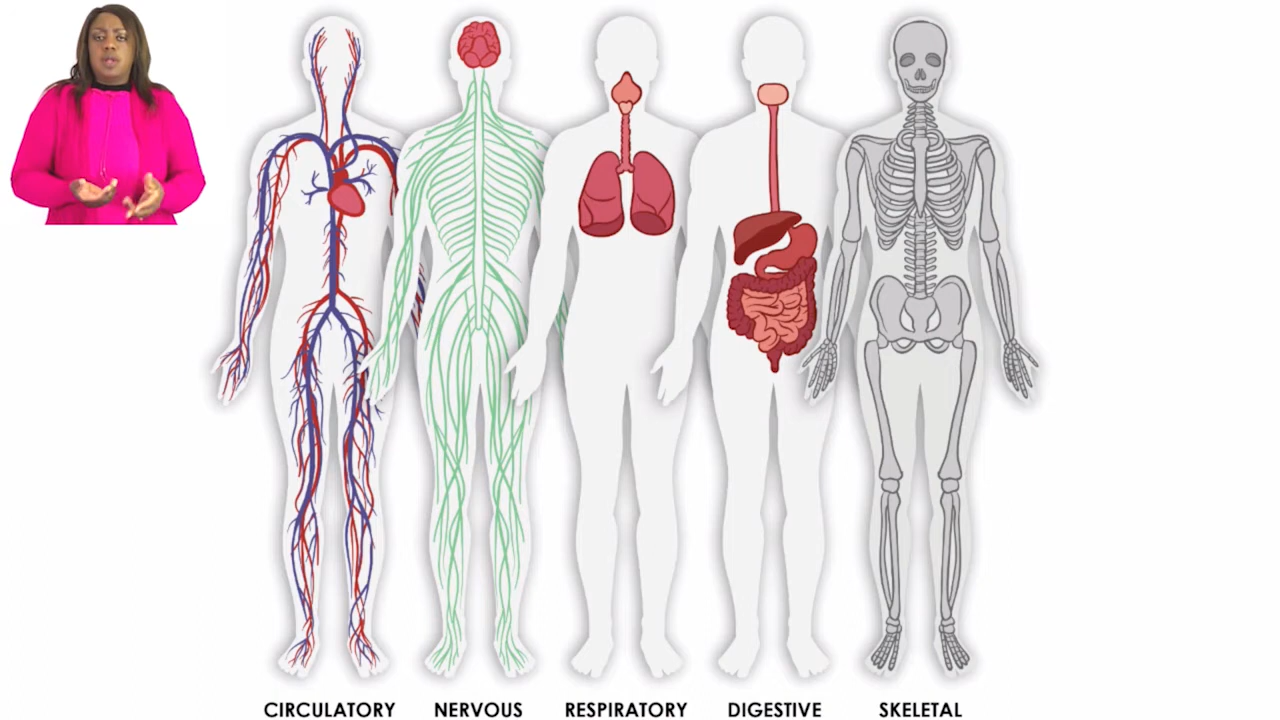 CIRCULATORY
NERVOUS
RESPIRATORY
DIGESTIVE
SKELETAL